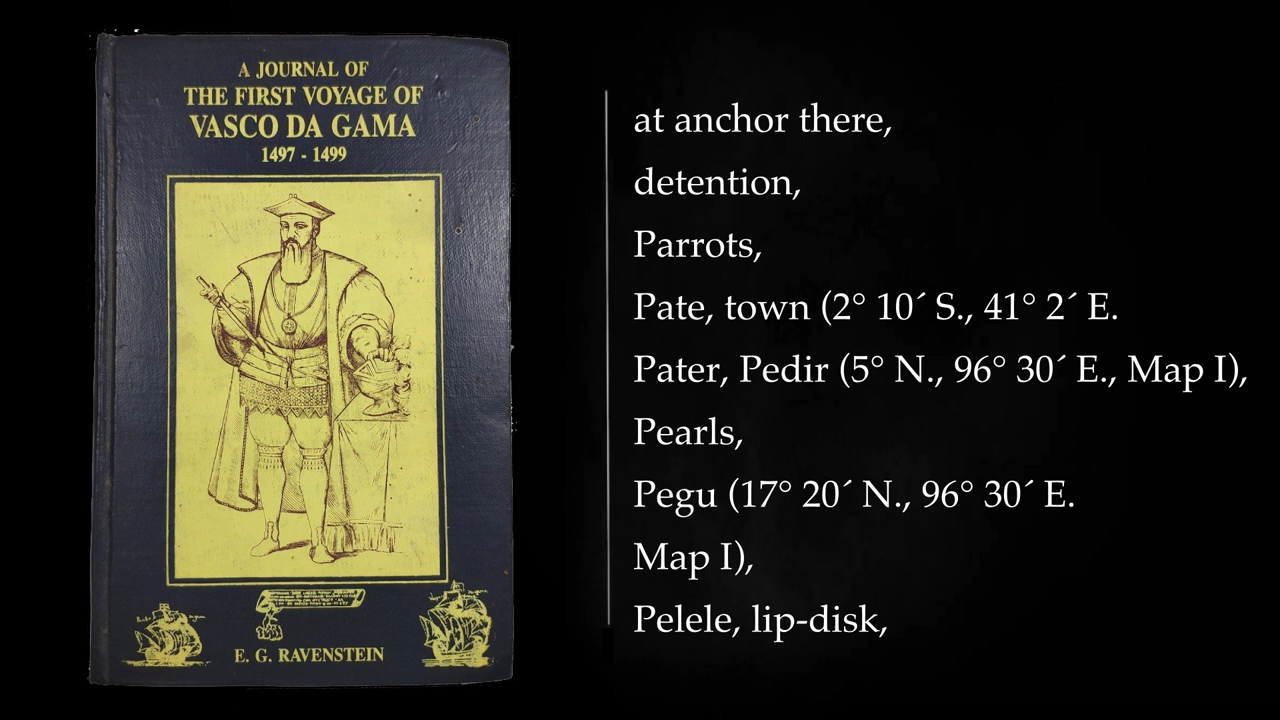 A JOURNAL OF
THE FIRST VOYAGE OF
VASCO DA GAMA
1497 - 1499
E. G. RAVENSTEIN
at anchor there,
detention,
Parrots,
Pate, town (2° 10´ S., 41° 2´ E.
Pater, Pedir (5° N., 96° 30´ E., Map I),
Pearls,
Pegu (17° 20´ N., 96° 30´ E.
Map I),
Pelele, lip-disk,